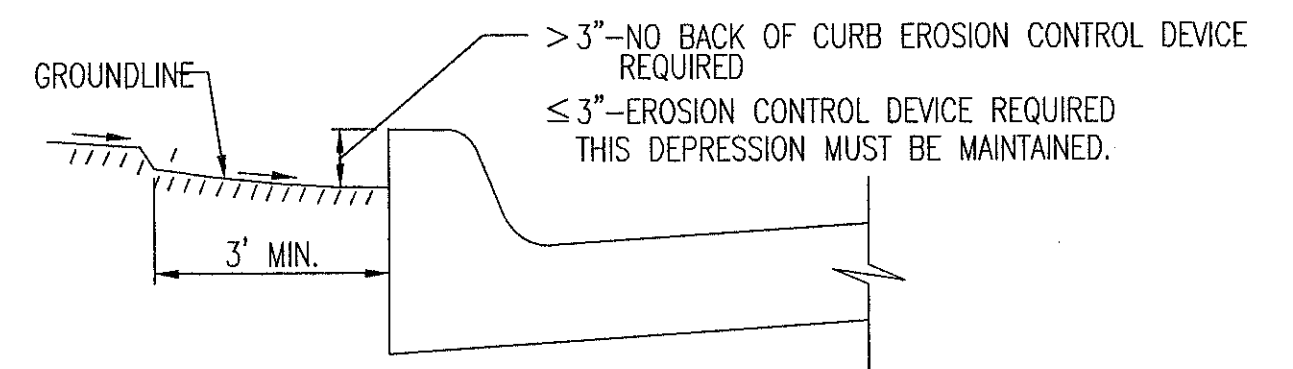 > 3"-NO BACK OF CURB EROSION CONTROL DEVICE
REQUIRED
GROUNDLINE
≤ 3"-EROSION CONTROL DEVICE REQUIRED
THIS DEPRESSION MUST BE MAINTAINED.
3' MIN.